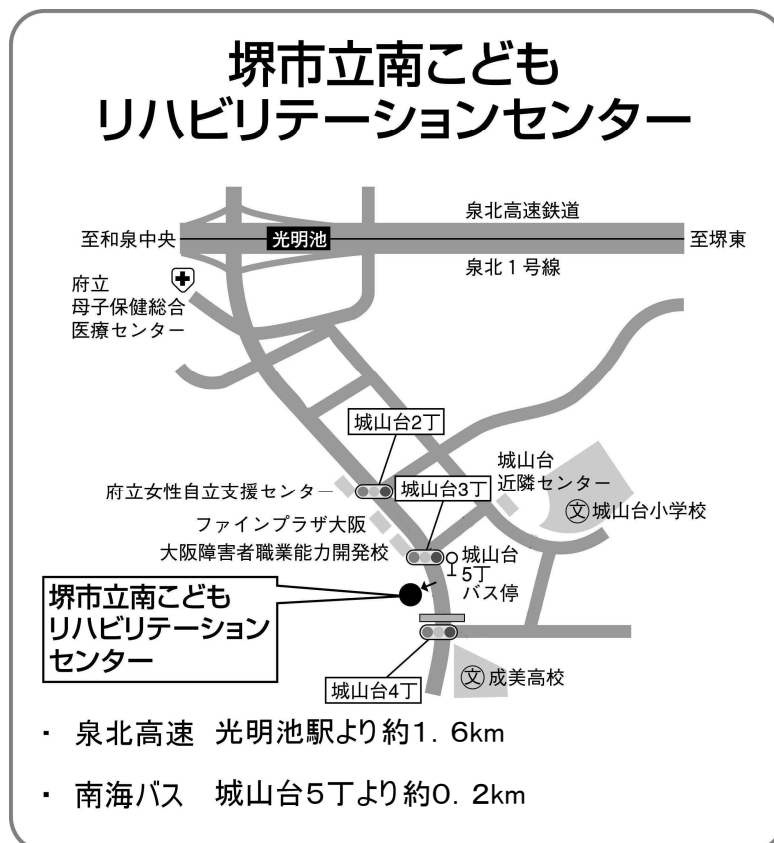 堺市立南こども
リハビリテーションセンター
泉北高速鉄道
至和泉中央
光明池
至堺東
泉北1号線
府立
母子保健総合
医療センター
城山台2丁
城山台
近隣センター
府立女性自立支援センター
城山台3丁
文 城山台小学校
ファインプラザ大阪
大阪障害者職業能力開発校
城山台
5丁
バス停
堺市立南こども
リハビリテーション
センター
文 成美高校
城山台4丁
・ 泉北高速 光明池駅より約1．6km
・ 南海バス 城山台5丁より約0．2km